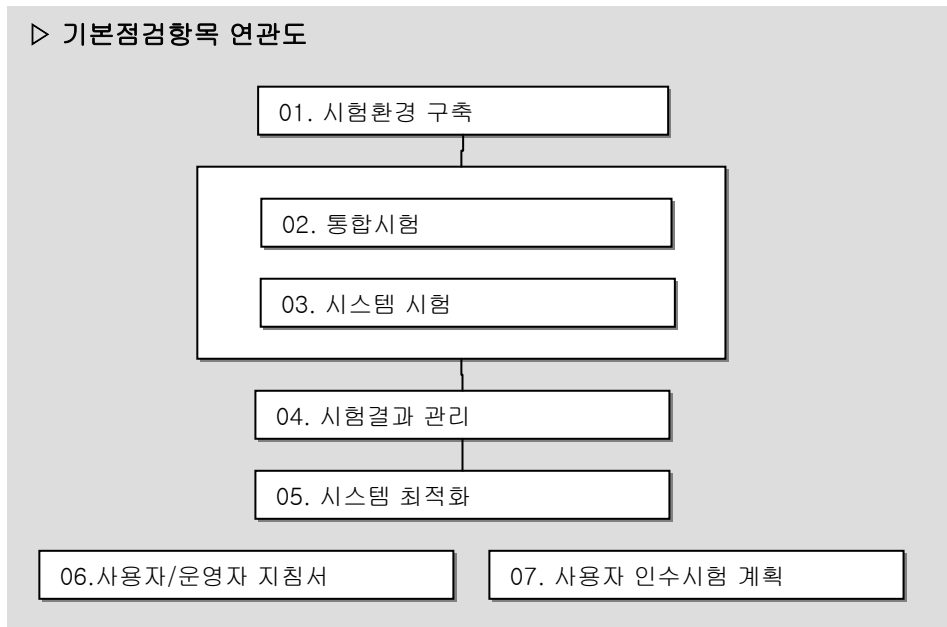 ▷ 기본점검항목 연관도
01. 시험환경 구축
02. 통합시험
03. 시스템 시험
04. 시험결과 관리
05. 시스템 최적화
06.사용자/운영자 지침서
07. 사용자 인수시험 계획